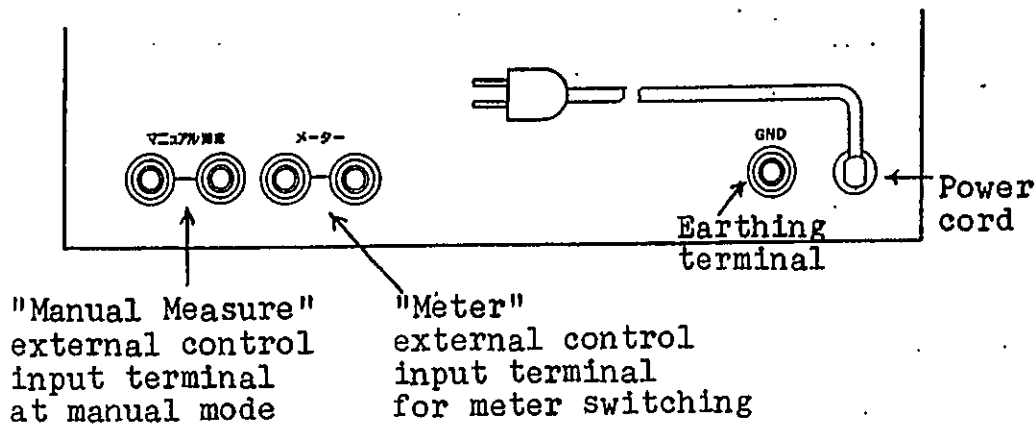 マニュアル測定
メーター
GND
Power
cord
Earthing
terminal
"Manual Measure"
external control
input terminal
at manual mode
"Meter"
external control
input terminal
for meter switching